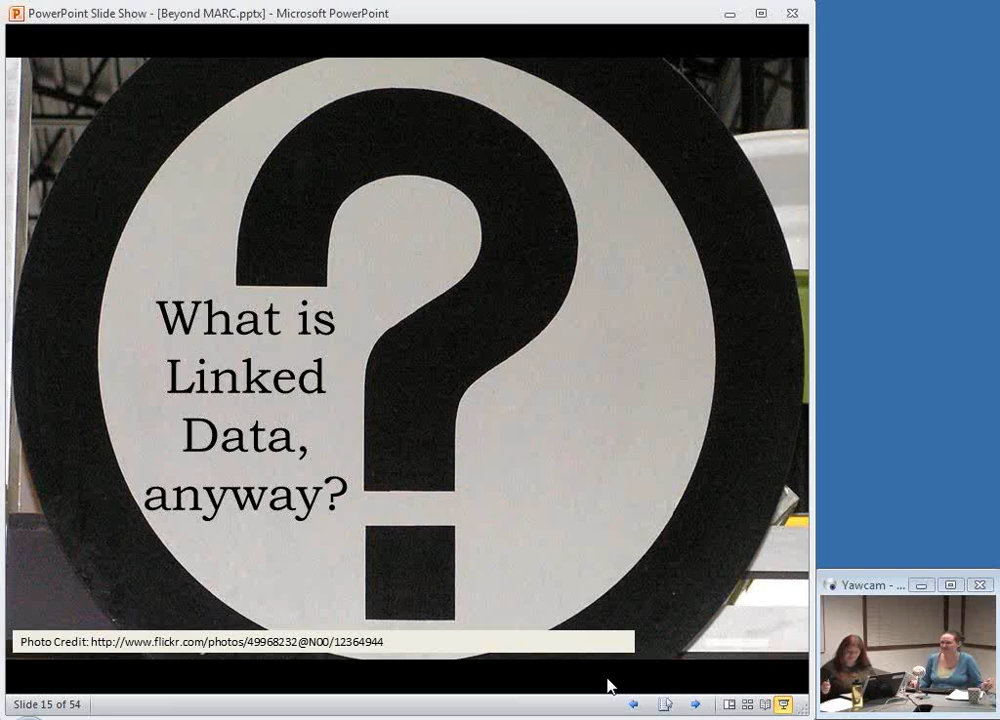 PowerPoint Slide Show - [Beyond MARC.pptx] - Microsoft PowerPoint
What is
Linked
Data,
anyway?
Photo Credit: http://www.flickr.com/photos/49968232@N00/12364944
Slide 15 of 54
Yawcam - ...